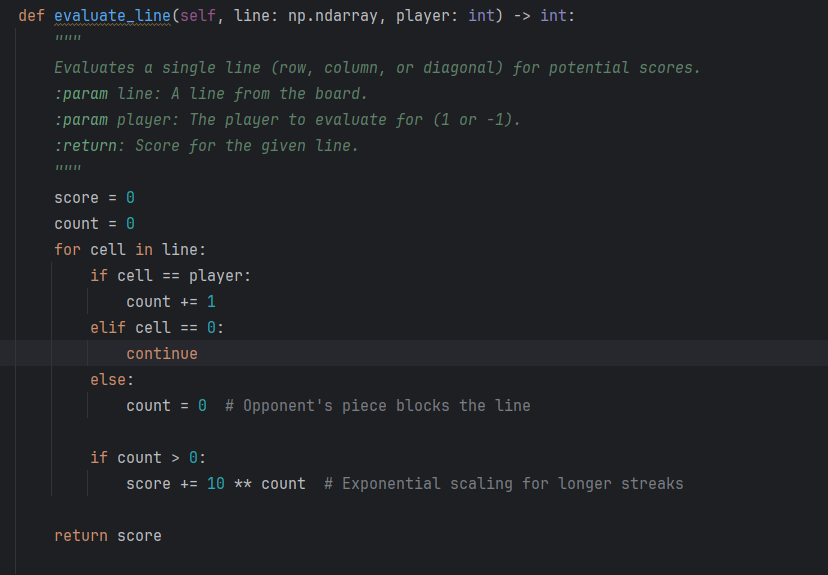 def evaluate_line(self, line: np.ndarray, player: int) -> int:
    """
    Evaluates a single line (row, column, or diagonal) for potential scores.
    :param line: A line from the board.
    :param player: The player to evaluate for (1 or -1).
    :return: Score for the given line.
    """
    score = 0
    count = 0
    for cell in line:
        if cell == player:
            count += 1
        elif cell == 0:
            continue
        else:
            count = 0  # Opponent's piece blocks the line

        if count > 0:
            score += 10 ** count  # Exponential scaling for longer streaks

    return score